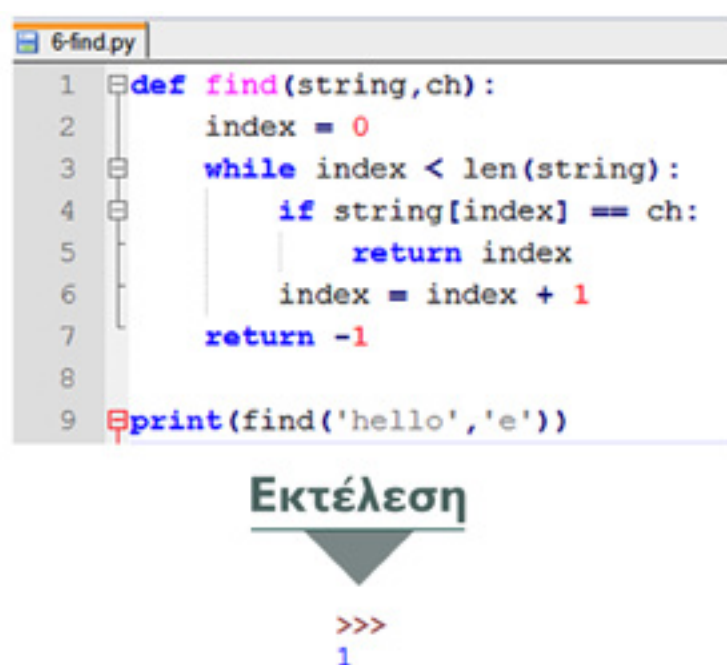 6-find.py
1 def find(string,ch):
2     index = 0
3     while index < len(string):
4         if string[index] == ch:
5             return index
6         index = index + 1
7     return -1
8
9 print(find('hello','e'))
Εκτέλεση
>>>
1